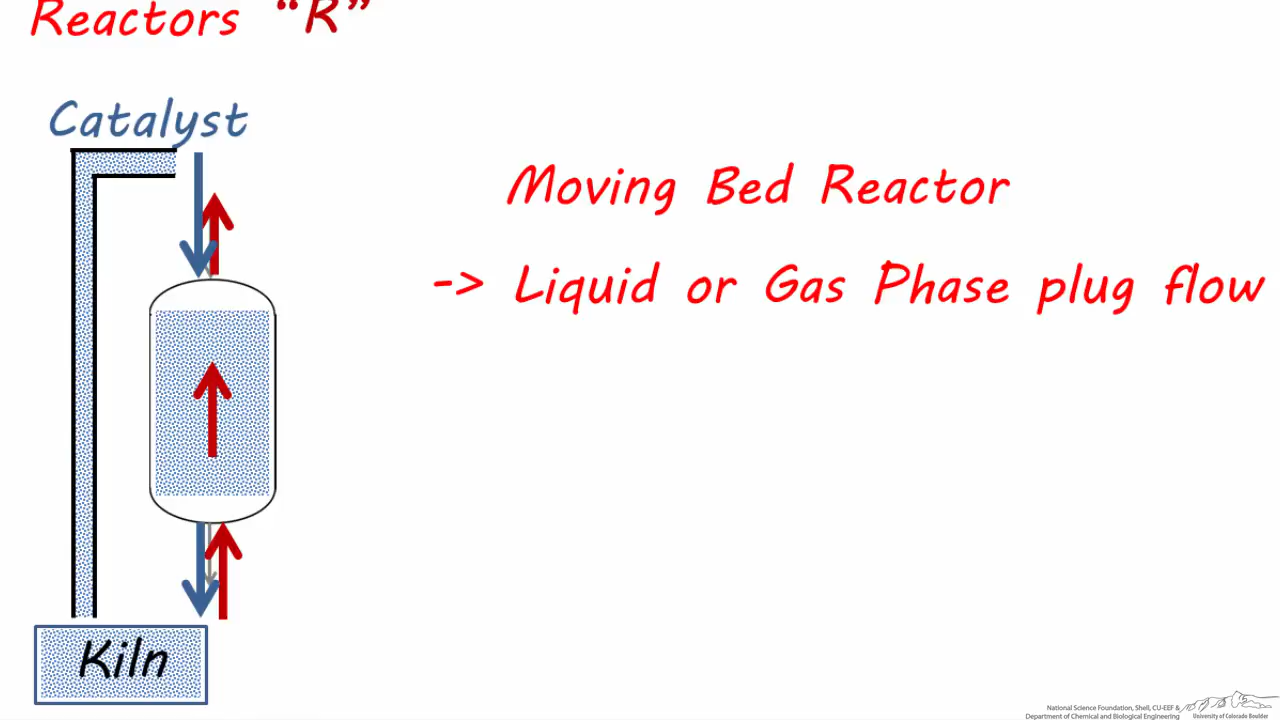 Reactors "R"
Catalyst
Moving Bed Reactor
-> Liquid or Gas Phase plug flow
Kiln
National Science Foundation, Shell, CU-EEF &
Department of Chemical and Biological Engineering
University of Colorado Boulder